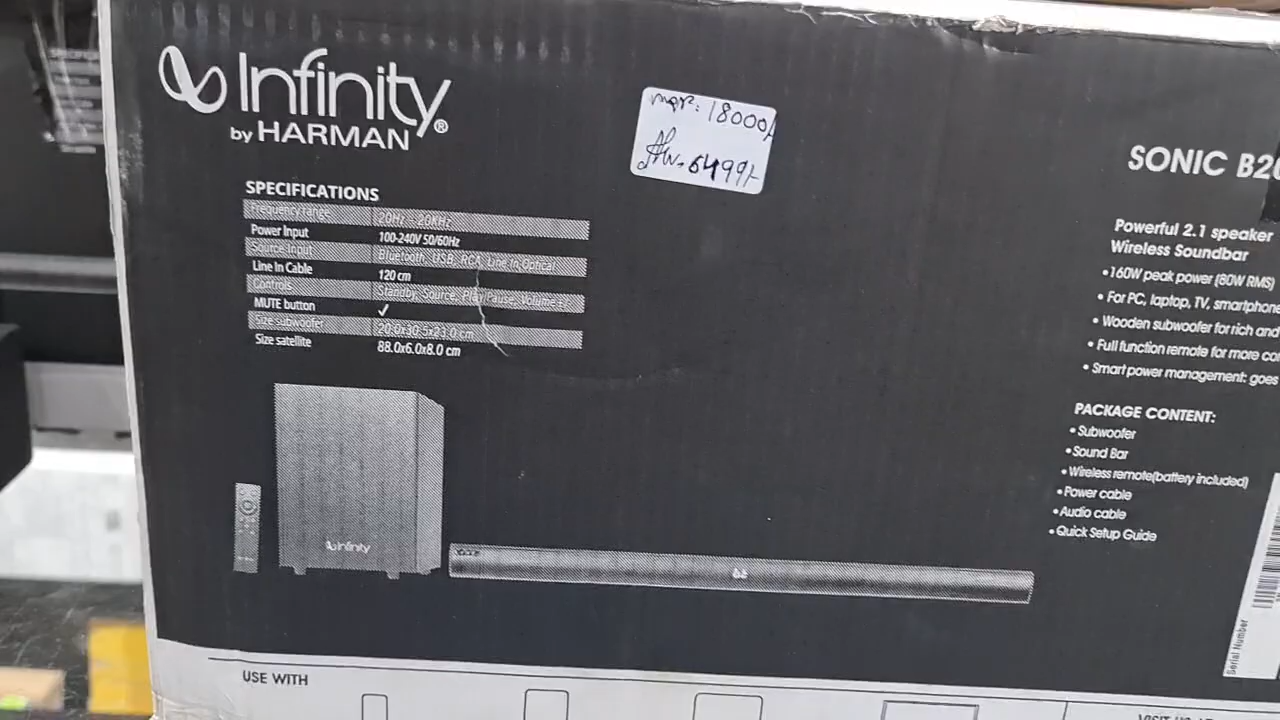 Infinity®
by HARMAN
mrp: 18000/-
6499/-
SPECIFICATIONS
Frequency range 20Hz - 20KHz
Power Input 100-240V 50/60Hz
Source Input Bluetooth, USB, RCA, Line In, Optical
Line In Cable 120 cm
Controls Standby, Source, Play/Pause, Volume
MUTE button ✓
Size subwoofer 20.0x30.5x23.0 cm
Size satellite 88.0x6.0x8.0 cm
Infinity
SONIC B20
Powerful 2.1 speaker
Wireless Soundbar
• 160W peak power (80W RMS)
• For PC, laptop, TV, smartphone
• Wooden subwoofer for rich and
• Full function remote for more
• Smart power management: goes
PACKAGE CONTENT:
• Subwoofer
• Sound Bar
• Wireless remote(battery included)
• Power cable
• Audio cable
• Quick Setup Guide
Serial Number
USE WITH